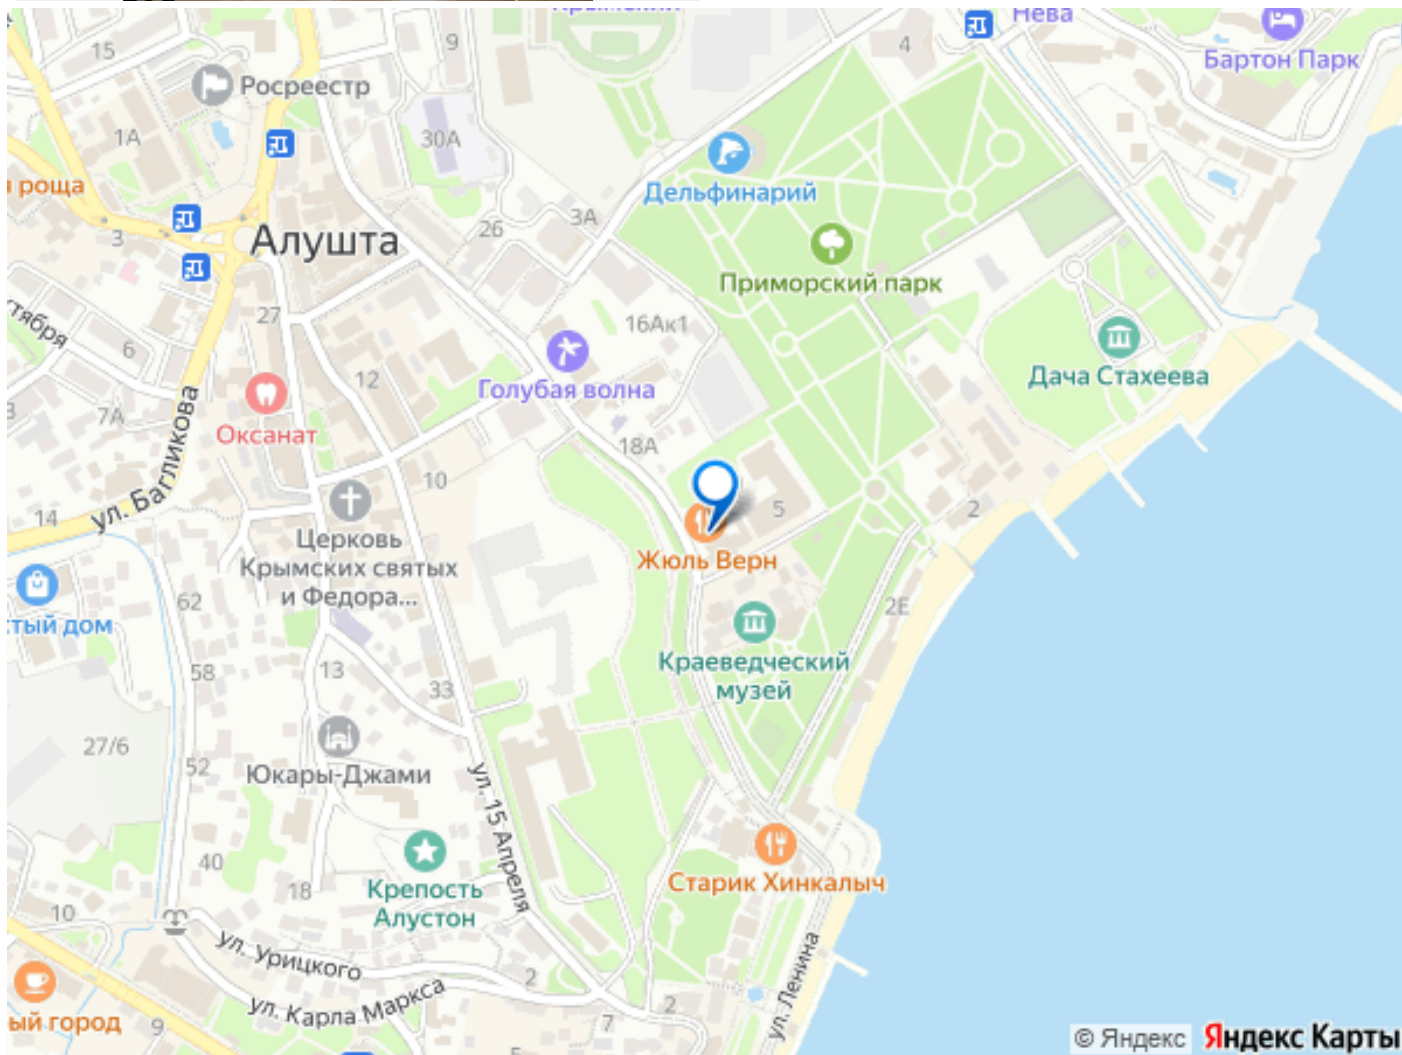 Нева
Бартон Парк
15
9
4
Росреестр
1А
30А
Дельфинарий
роща
3А
26
3
Алушта
Приморский парк
27
16Ак1
6
Дача Стахеева
12
Голубая волна
7А
Оксанат
18А
ул. Багликова
10
14
5
2
Церковь
Крымских святых
и Федора...
Жюль Верн
62
2Е
тый дом
58
13
Краеведческий
музей
33
27/6
52
Юкары-Джами
ул. 15 Апреля
40
18
Крепость
Алустон
Старик Хинкалыч
10
ул. Урицкого
2
ул. Ленина
ул. Карла Маркса
2
7
ый город
9
© Яндекс Яндекс Карты